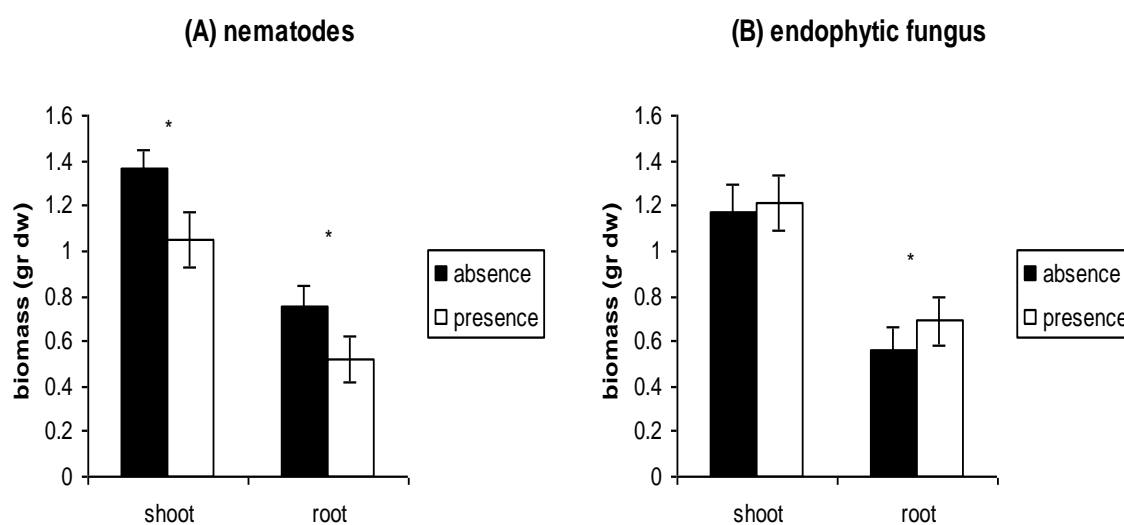 (A) nematodes
biomass (gr dw)
1.6
1.4
1.2
1
0.8
0.6
0.4
0.2
0
*
*
shoot
root
absence
presence
(B) endophytic fungus
biomass (gr dw)
1.6
1.4
1.2
1
0.8
0.6
0.4
0.2
0
*
shoot
root
absence
presence